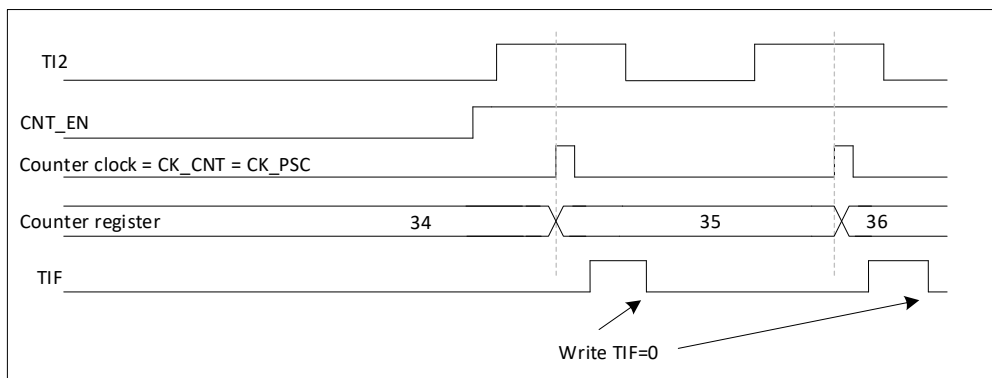 TI2
CNT_EN
Counter clock = CK_CNT = CK_PSC
Counter register 34 35 36
TIF
Write TIF=0